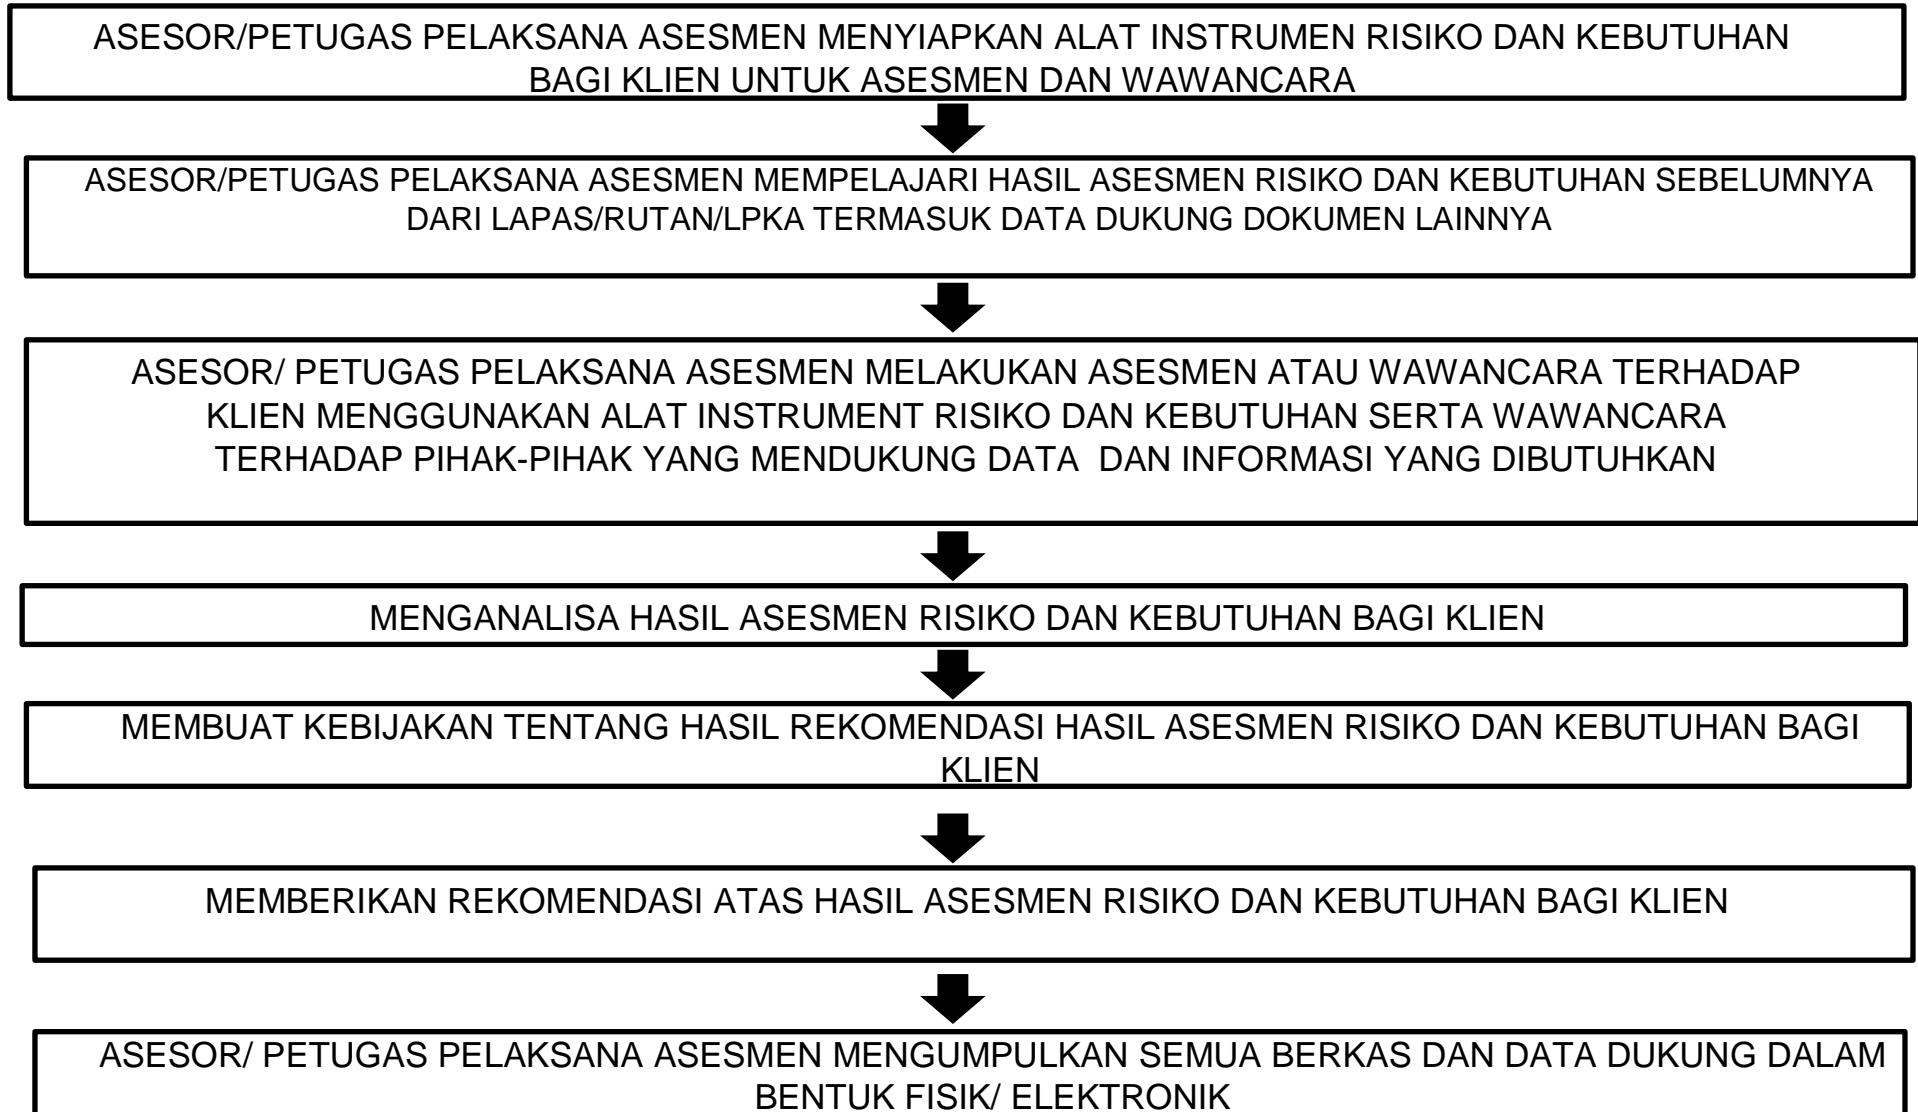 ASESOR/PETUGAS PELAKSANA ASESMEN MENYIAPKAN ALAT INSTRUMEN RISIKO DAN KEBUTUHAN
BAGI KLIEN UNTUK ASESMEN DAN WAWANCARA
ASESOR/PETUGAS PELAKSANA ASESMEN MEMPELAJARI HASIL ASESMEN RISIKO DAN KEBUTUHAN SEBELUMNYA
DARI LAPAS/RUTAN/LPKA TERMASUK DATA DUKUNG DOKUMEN LAINNYA
ASESOR/ PETUGAS PELAKSANA ASESMEN MELAKUKAN ASESMEN ATAU WAWANCARA TERHADAP
KLIEN MENGGUNAKAN ALAT INSTRUMENT RISIKO DAN KEBUTUHAN SERTA WAWANCARA
TERHADAP PIHAK-PIHAK YANG MENDUKUNG DATA  DAN INFORMASI YANG DIBUTUHKAN
MENGANALISA HASIL ASESMEN RISIKO DAN KEBUTUHAN BAGI KLIEN
MEMBUAT KEBIJAKAN TENTANG HASIL REKOMENDASI HASIL ASESMEN RISIKO DAN KEBUTUHAN BAGI
KLIEN
MEMBERIKAN REKOMENDASI ATAS HASIL ASESMEN RISIKO DAN KEBUTUHAN BAGI KLIEN
ASESOR/ PETUGAS PELAKSANA ASESMEN MENGUMPULKAN SEMUA BERKAS DAN DATA DUKUNG DALAM
BENTUK FISIK/ ELEKTRONIK